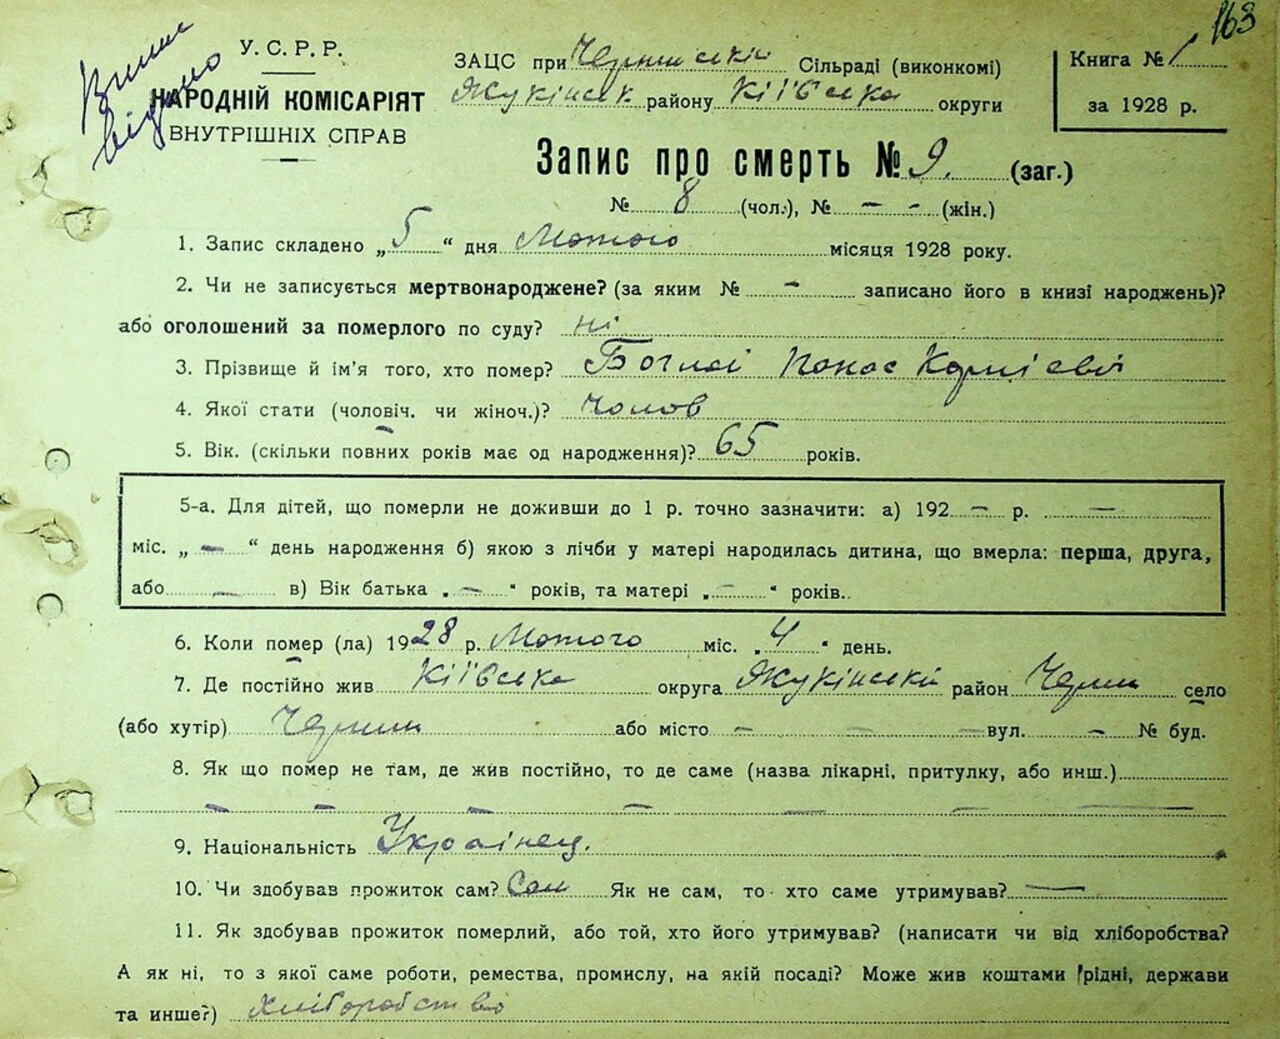 163
Випис
видано
У. С. Р. Р.
НАРОДНІЙ КОМІСАРІЯТ
ВНУТРІШНІХ СПРАВ
ЗАЦС при Чернинській Сільраді (виконкомі)
Жукінськ. району Київська округи
Книга № 1
за 1928 р.
Запис про смерть № 9. (заг.)
№ 8 (чол.), № - - (жін.)
1. Запис складено „ 5 “ дня Лютого місяця 1928 року.
2. Чи не записується мертвонароджене? (за яким № - записано його в книзі народжень)?
або оголошений за померлого по суду? ні
3. Прізвище й ім'я того, хто помер? Панас
4. Якої стати (чоловіч. чи жіноч.)? Чолов
5. Вік. (скільки повних років має од народження)? 65 років.
5-а. Для дітей, що померли не доживши до 1 р. точно зазначити: а) 192 - р. -
міс. „ - “ день народження б) якою з лічби у матері народилась дитина, що вмерла: перша, друга,
або - в) Вік батька „ - “ років, та матері „ - “ років.
6. Коли помер (ла) 1928 р. Лютого міс. „ 4 “ день.
7. Де постійно жив Київська округа Жукінський район Черин село
(або хутір) Черин або місто - - - вул. - № буд.
8. Як що помер не там, де жив постійно, то де саме (назва лікарні, притулку, або инш.)
- - - - - - -
9. Національність Українец.
10. Чи здобував прожиток сам? Сам Як не сам, то хто саме утримував? -
11. Як здобував прожиток померлий, або той, хто його утримував? (написати чи від хліборобства?
А як ні, то з якої саме роботи, ремества, промислу, на якій посаді? Може жив коштами рідні, держави
та инше?) хліборобство